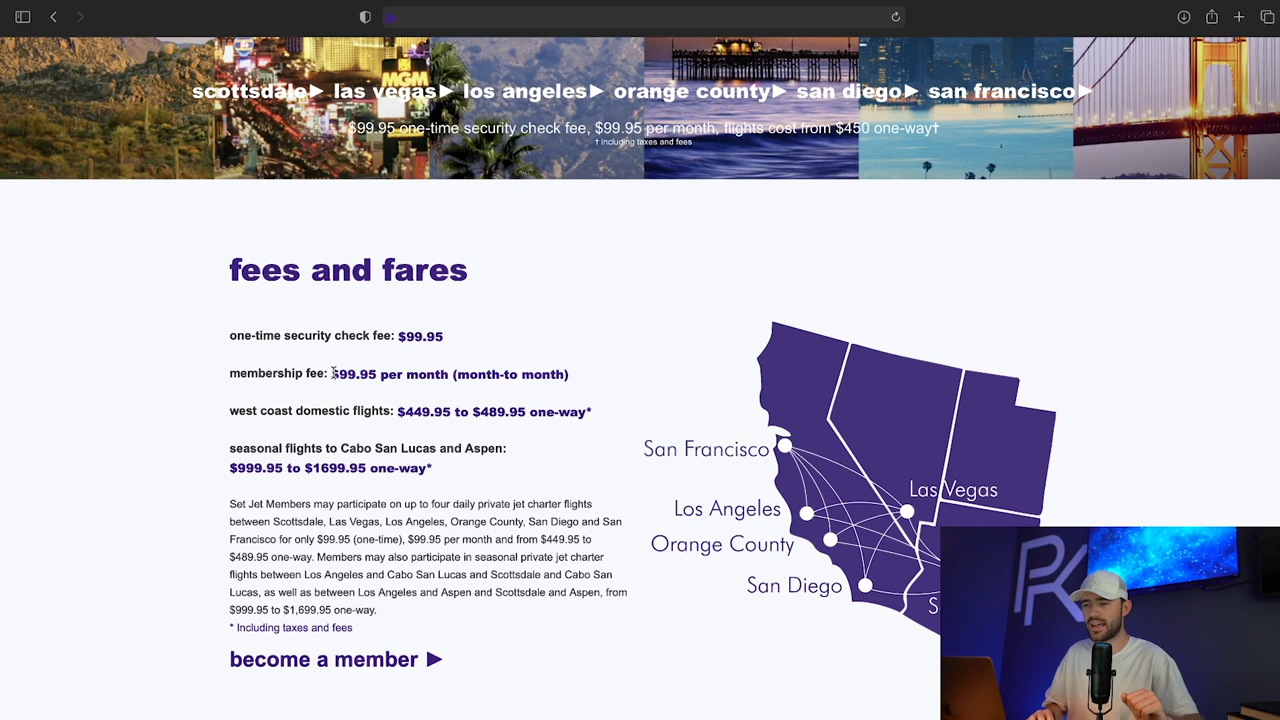 MGM
scottsdale► las vegas► los angeles► orange county► san diego► san francisco►
$99.95 one-time security check fee, $99.95 per month, flights cost from $450 one-way†
† including taxes and fees
fees and fares
one-time security check fee: $99.95
membership fee: $99.95 per month (month-to month)
west coast domestic flights: $449.95 to $489.95 one-way*
seasonal flights to Cabo San Lucas and Aspen:
$999.95 to $1699.95 one-way*
Set Jet Members may participate on up to four daily private jet charter flights
between Scottsdale, Las Vegas, Los Angeles, Orange County, San Diego and San
Francisco for only $99.95 (one-time), $99.95 per month and from $449.95 to
$489.95 one-way. Members may also participate in seasonal private jet charter
flights between Los Angeles and Cabo San Lucas and Scottsdale and Cabo San
Lucas, as well as between Los Angeles and Aspen and Scottsdale and Aspen, from
$999.95 to $1,699.95 one-way.
* Including taxes and fees
become a member ►
San Francisco
Las Vegas
Los Angeles
Orange County
San Diego
S
PK